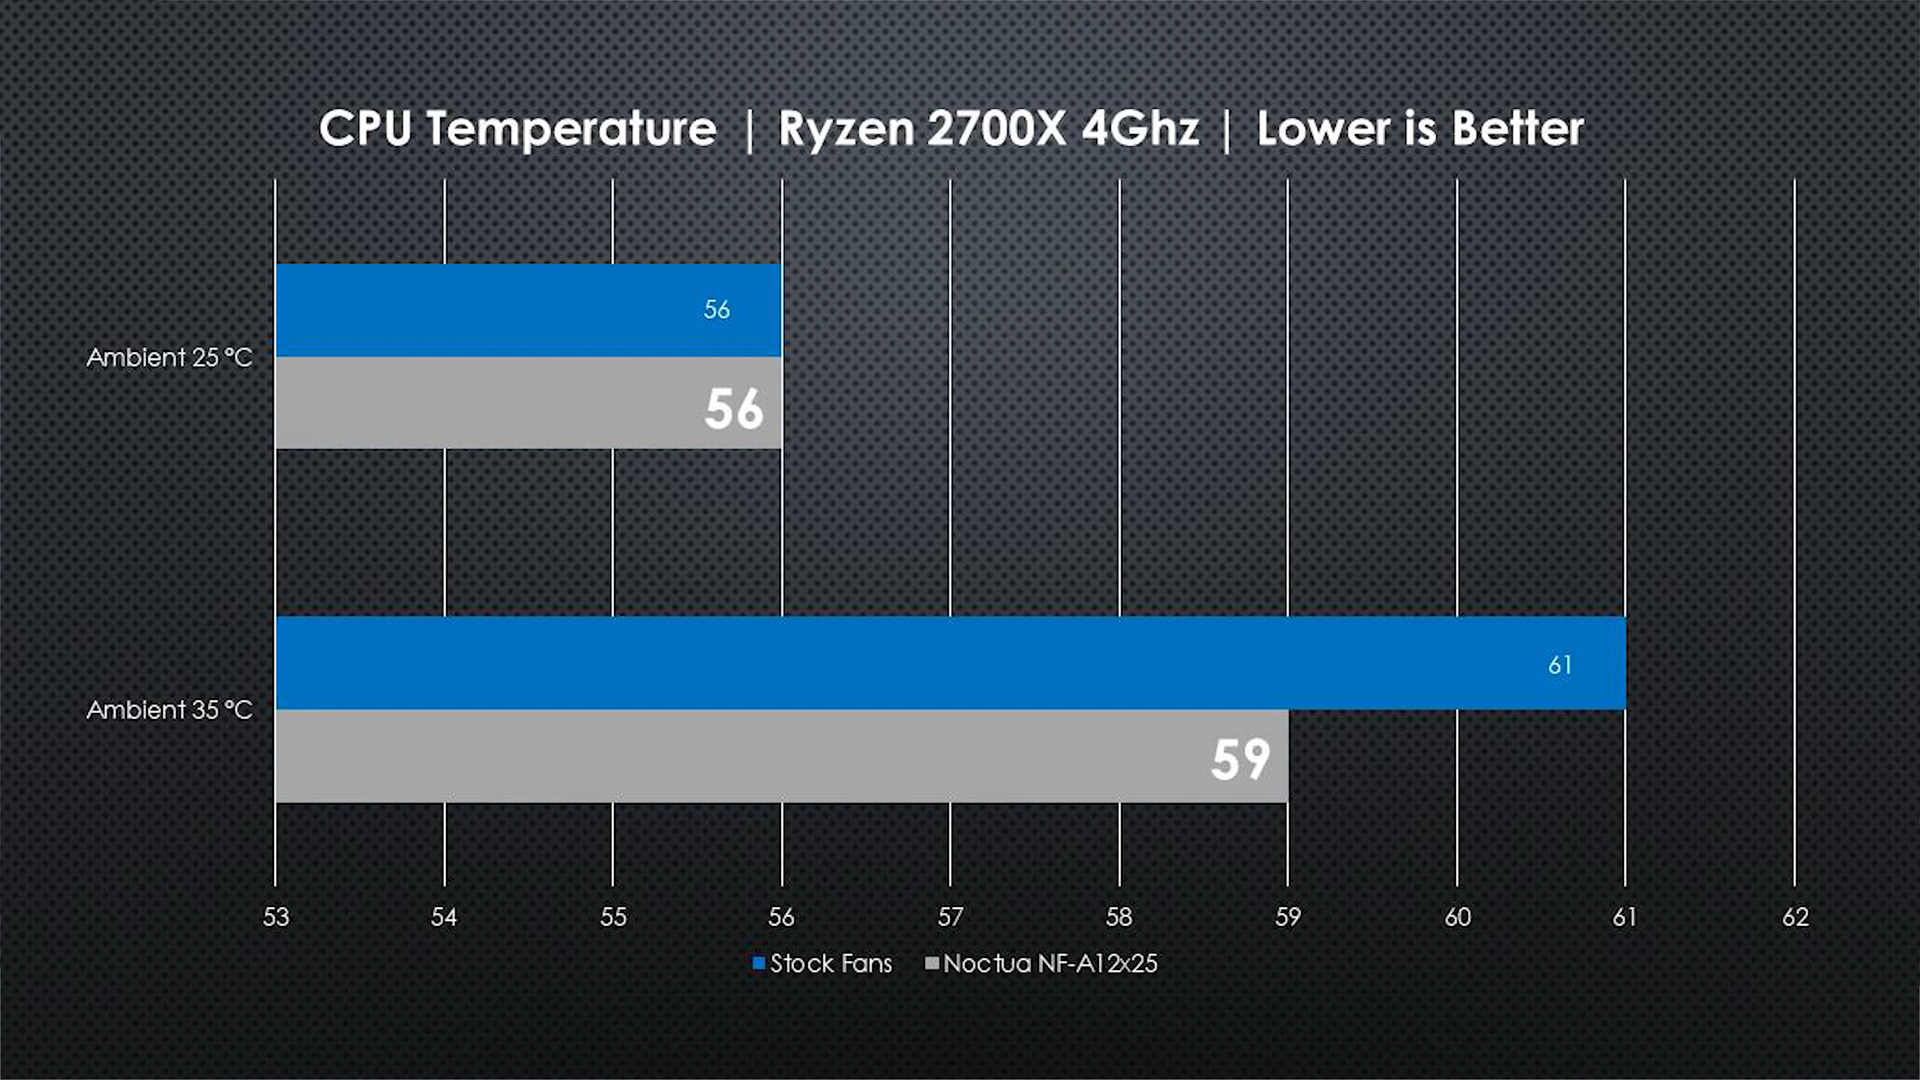 CPU Temperature | Ryzen 2700X 4Ghz | Lower is Better
56
Ambient 25 °C
56
61
Ambient 35 °C
59
53 54 55 56 57 58 59 60 61 62
Stock Fans Noctua NF-A12x25